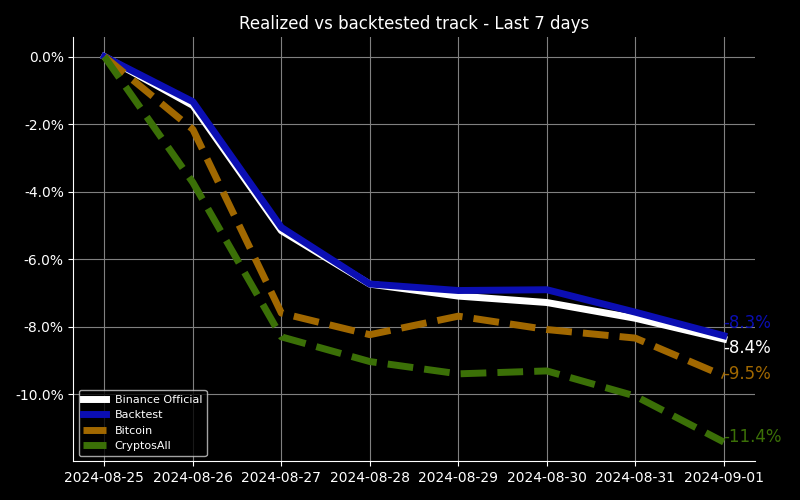 Realized vs backtested track - Last 7 days
0.0%
-2.0%
-4.0%
-6.0%
-8.0%
-10.0%
-8.3%
-8.4%
-9.5%
-11.4%
Binance Official
Backtest
Bitcoin
CryptosAll
2024-08-25 2024-08-26 2024-08-27 2024-08-28 2024-08-29 2024-08-30 2024-08-31 2024-09-01